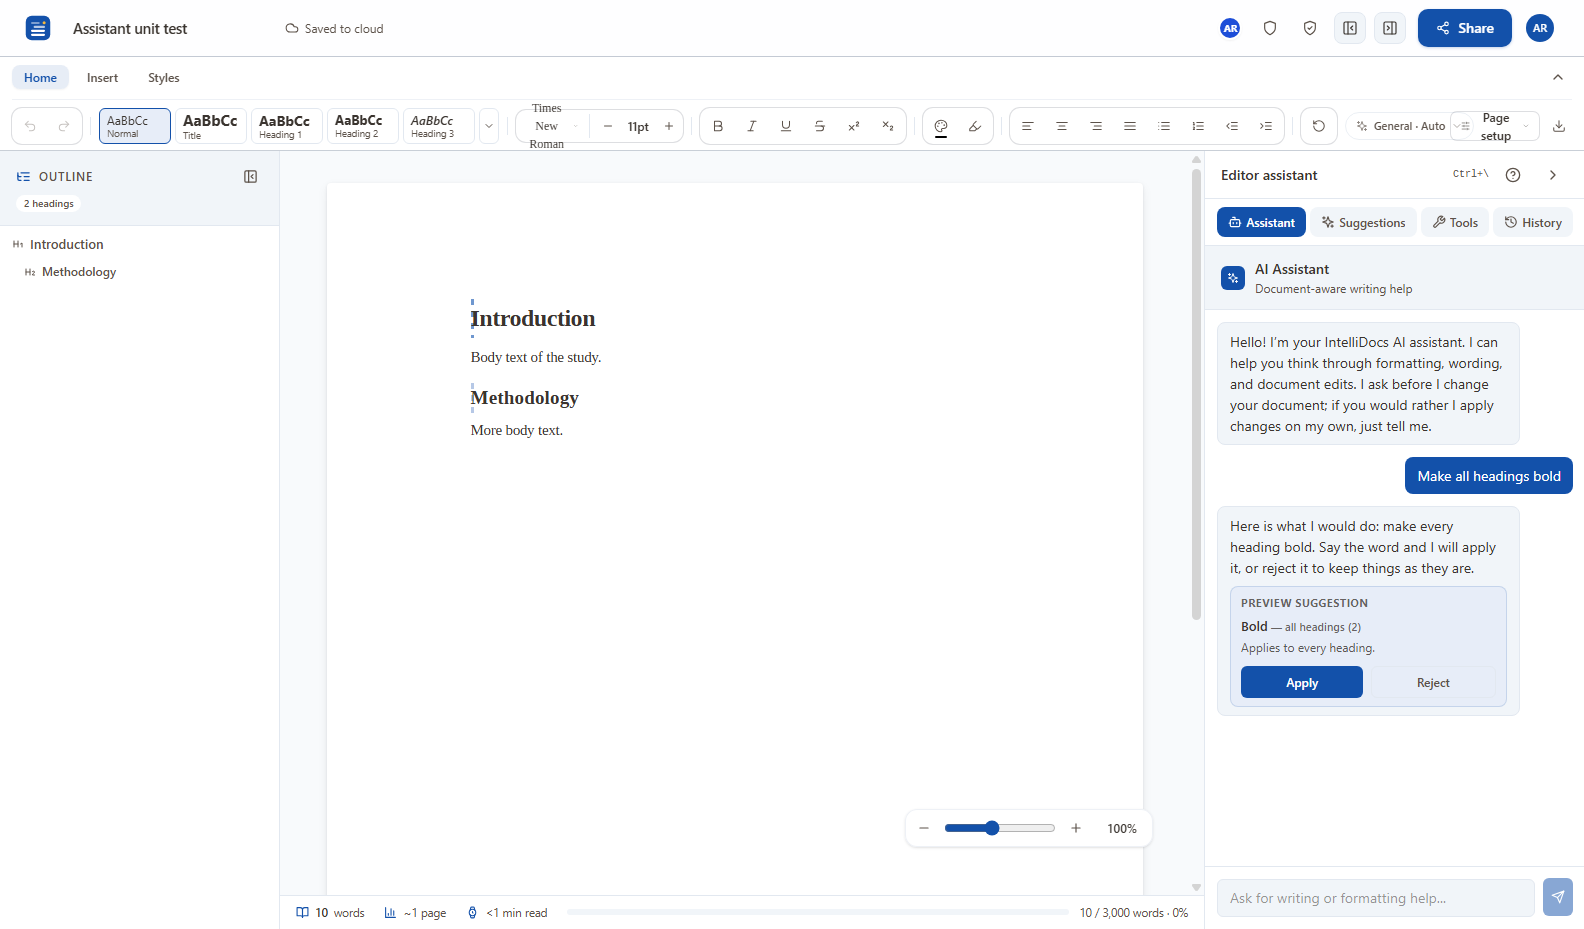 Assistant unit test
Saved to cloud
AR
Share
AR
Home
Insert
Styles
AaBbCc
Normal
AaBbCc
Title
AaBbCc
Heading 1
AaBbCc
Heading 2
AaBbCc
Heading 3
Times
New
Roman
11pt
General · Auto
Page
setup
OUTLINE
2 headings
H1 Introduction
H2 Methodology
Introduction
Body text of the study.
Methodology
More body text.
100%
10 words
~1 page
<1 min read
10 / 3,000 words · 0%
Editor assistant
Ctrl+\
Assistant
Suggestions
Tools
History
AI Assistant
Document-aware writing help
Hello! I'm your IntelliDocs AI assistant. I can
help you think through formatting, wording,
and document edits. I ask before I change
your document; if you would rather I apply
changes on my own, just tell me.
Make all headings bold
Here is what I would do: make every
heading bold. Say the word and I will apply
it, or reject it to keep things as they are.
PREVIEW SUGGESTION
Bold — all headings (2)
Applies to every heading.
Apply
Reject
Ask for writing or formatting help...